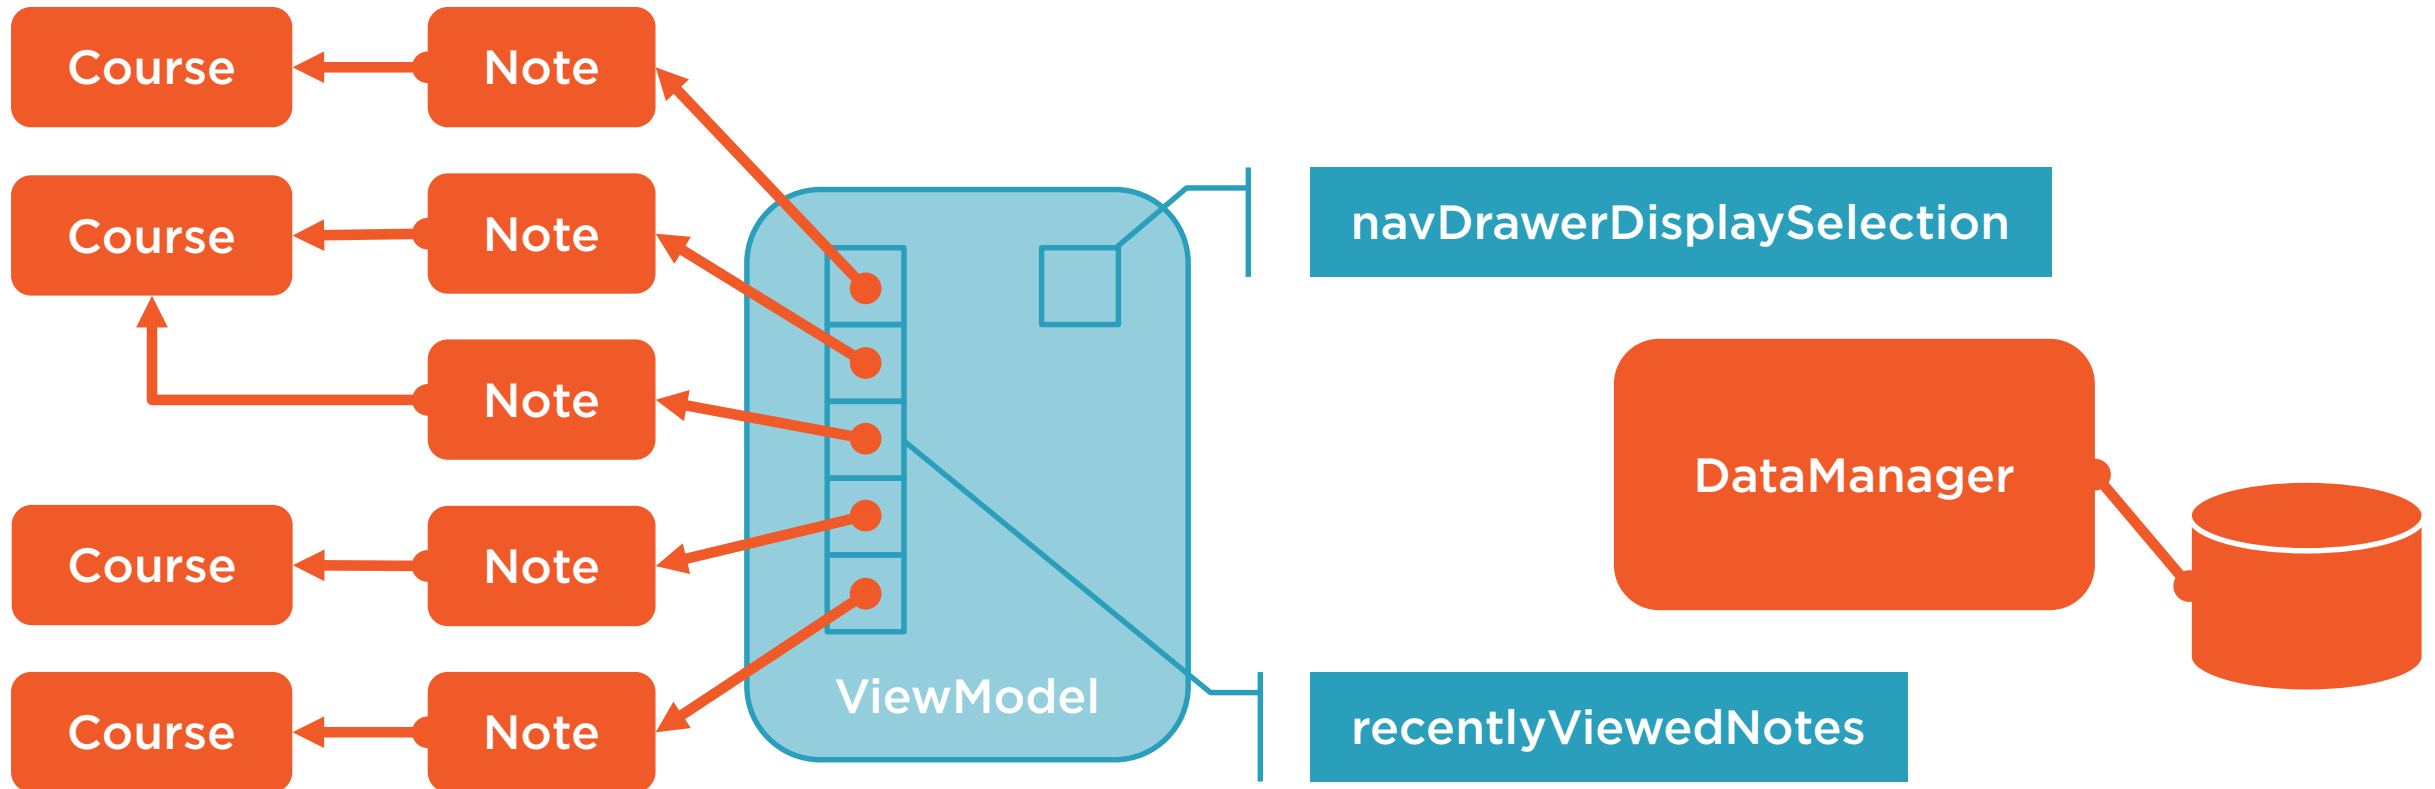 Course
Note
Course
Note
navDrawerDisplaySelection
Note
DataManager
Course
Note
Course
Note
ViewModel
recentlyViewedNotes